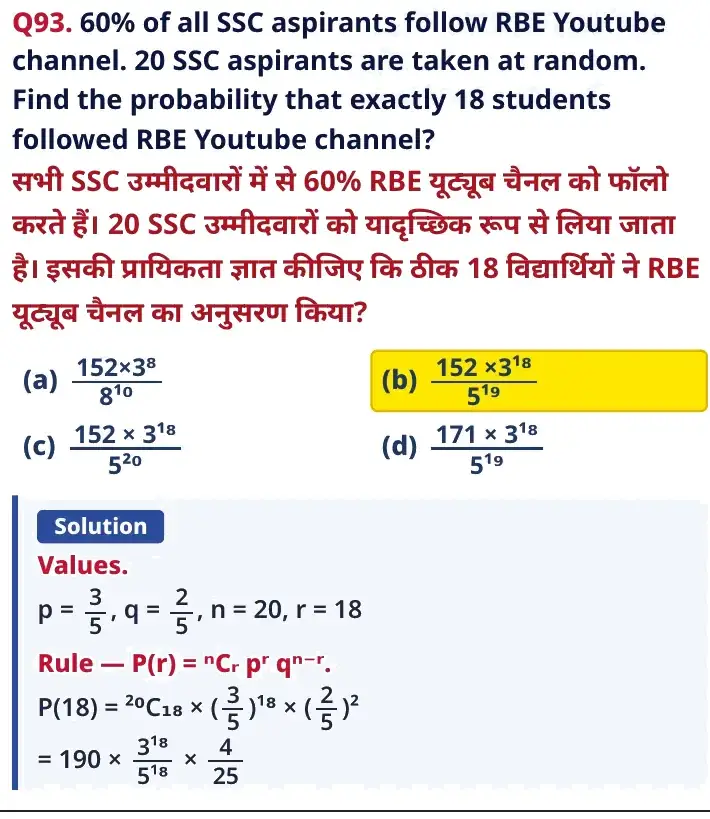 Q93. 60% of all SSC aspirants follow RBE Youtube
channel. 20 SSC aspirants are taken at random.
Find the probability that exactly 18 students
followed RBE Youtube channel?
सभी SSC उम्मीदवारों में से 60% RBE यूट्यूब चैनल को फॉलो
करते हैं। 20 SSC उम्मीदवारों को यादृच्छिक रूप से लिया जाता
है। इसकी प्रायिकता ज्ञात कीजिए कि ठीक 18 विद्यार्थियों ने RBE
यूट्यूब चैनल का अनुसरण किया?
(a) 152×3⁸/8¹⁰ (b) 152 ×3¹⁸/5¹⁹
(c) 152 × 3¹⁸/5²⁰ (d) 171 × 3¹⁸/5¹⁹
Solution
Values.
p = 3/5, q = 2/5, n = 20, r = 18
Rule — P(r) = ⁿCᵣ pʳ qⁿ⁻ʳ.
P(18) = ²⁰C₁₈ × (3/5)¹⁸ × (2/5)²
= 190 × 3¹⁸/5¹⁸ × 4/25